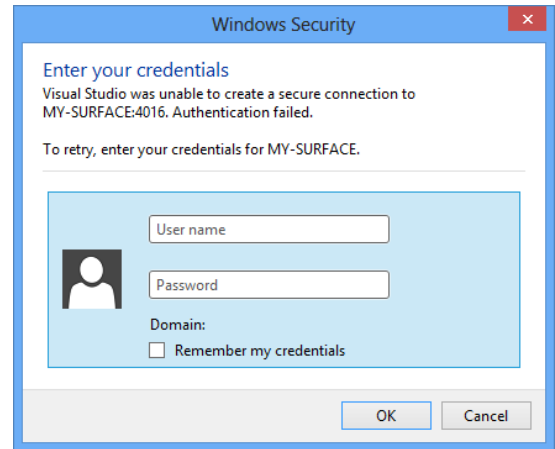 Windows Security
Enter your credentials
Visual Studio was unable to create a secure connection to
MY-SURFACE:4016. Authentication failed.
To retry, enter your credentials for MY-SURFACE.
User name
Password
Domain:
Remember my credentials
OK
Cancel